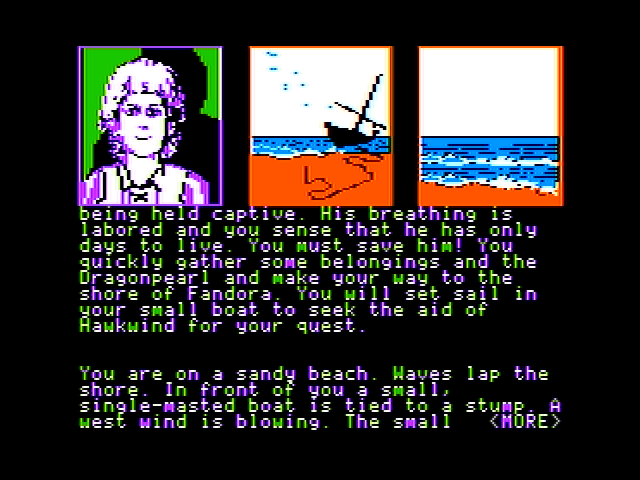 being held captive. His breathing is
labored and you sense that he has only
days to live. You must save him! You
quickly gather some belongings and the
Dragonpearl and make your way to the
shore of Fandora. You will set sail in
your small boat to seek the aid of
Hawkwind for your quest.
You are on a sandy beach. Waves lap the
shore. In front of you a small,
single-masted boat is tied to a stump. A
west wind is blowing. The small <MORE>